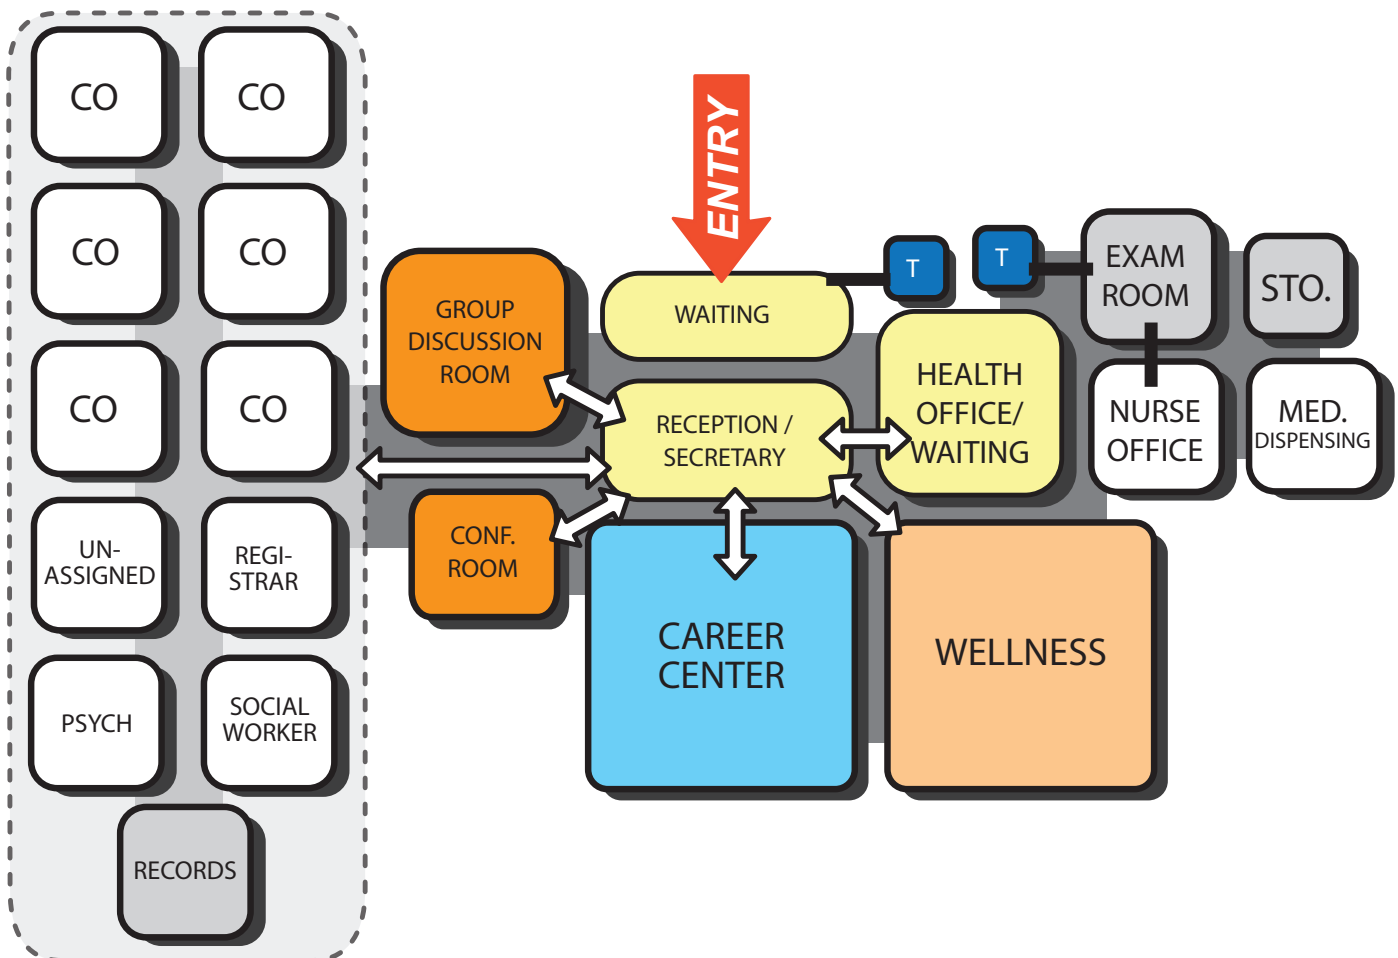 CO
CO
CO
CO
CO
CO
UN-
ASSIGNED
REGI-
STRAR
PSYCH
SOCIAL
WORKER
RECORDS
ENTRY
GROUP
DISCUSSION
ROOM
WAITING
RECEPTION /
SECRETARY
CONF.
ROOM
T
T
HEALTH
OFFICE/
WAITING
EXAM
ROOM
STO.
NURSE
OFFICE
MED.
DISPENSING
CAREER
CENTER
WELLNESS